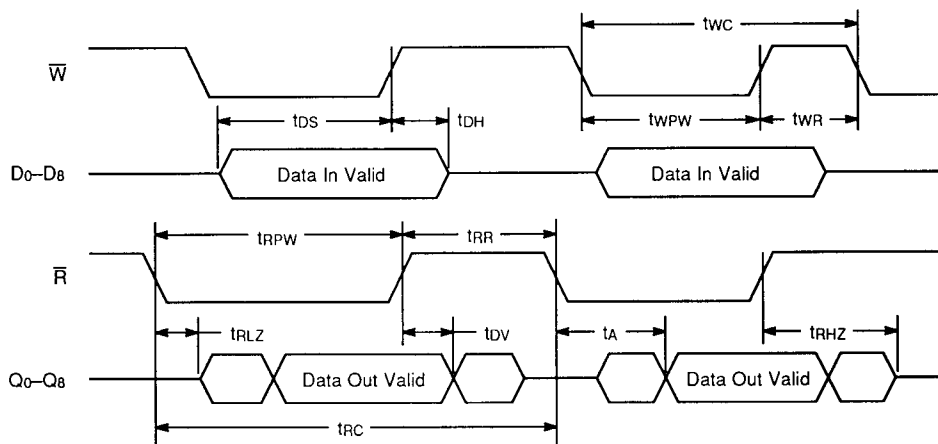 tWC
W
tDS
tDH
tWPW
tWR
D0–D8
Data In Valid
Data In Valid
tRPW
tRR
R
tRLZ
tDV
tA
tRHZ
Q0–Q8
Data Out Valid
Data Out Valid
tRC